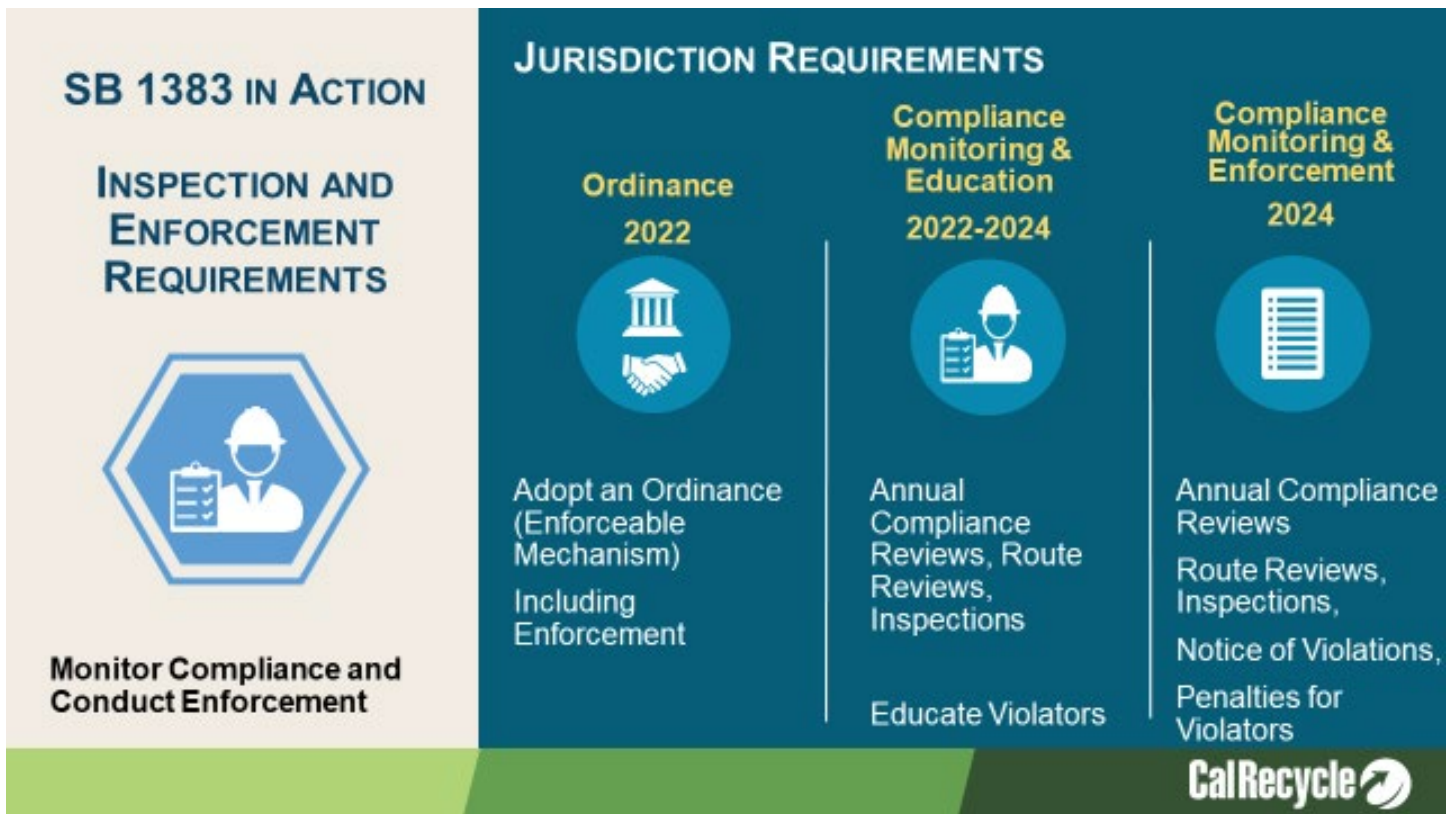 SB 1383 IN ACTION
INSPECTION AND
ENFORCEMENT
REQUIREMENTS
Monitor Compliance and
Conduct Enforcement
JURISDICTION REQUIREMENTS
Ordinance
2022
Adopt an Ordinance
(Enforceable
Mechanism)
Including
Enforcement
Compliance
Monitoring &
Education
2022-2024
Annual
Compliance
Reviews, Route
Reviews,
Inspections
Educate Violators
Compliance
Monitoring &
Enforcement
2024
Annual Compliance
Reviews
Route Reviews,
Inspections,
Notice of Violations,
Penalties for
Violators
CalRecycle